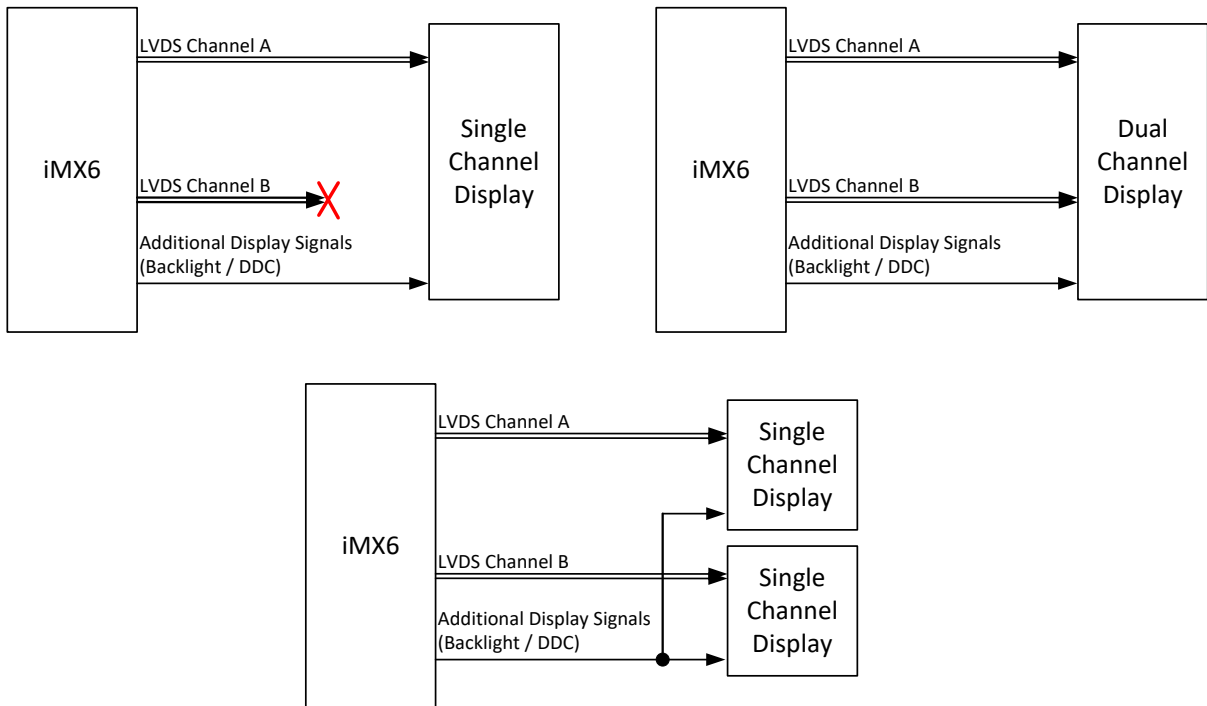 LVDS Channel A
iMX6
LVDS Channel B
Additional Display Signals
(Backlight / DDC)
Single
Channel
Display
LVDS Channel A
iMX6
LVDS Channel B
Additional Display Signals
(Backlight / DDC)
Dual
Channel
Display
LVDS Channel A
iMX6
LVDS Channel B
Additional Display Signals
(Backlight / DDC)
Single
Channel
Display
Single
Channel
Display